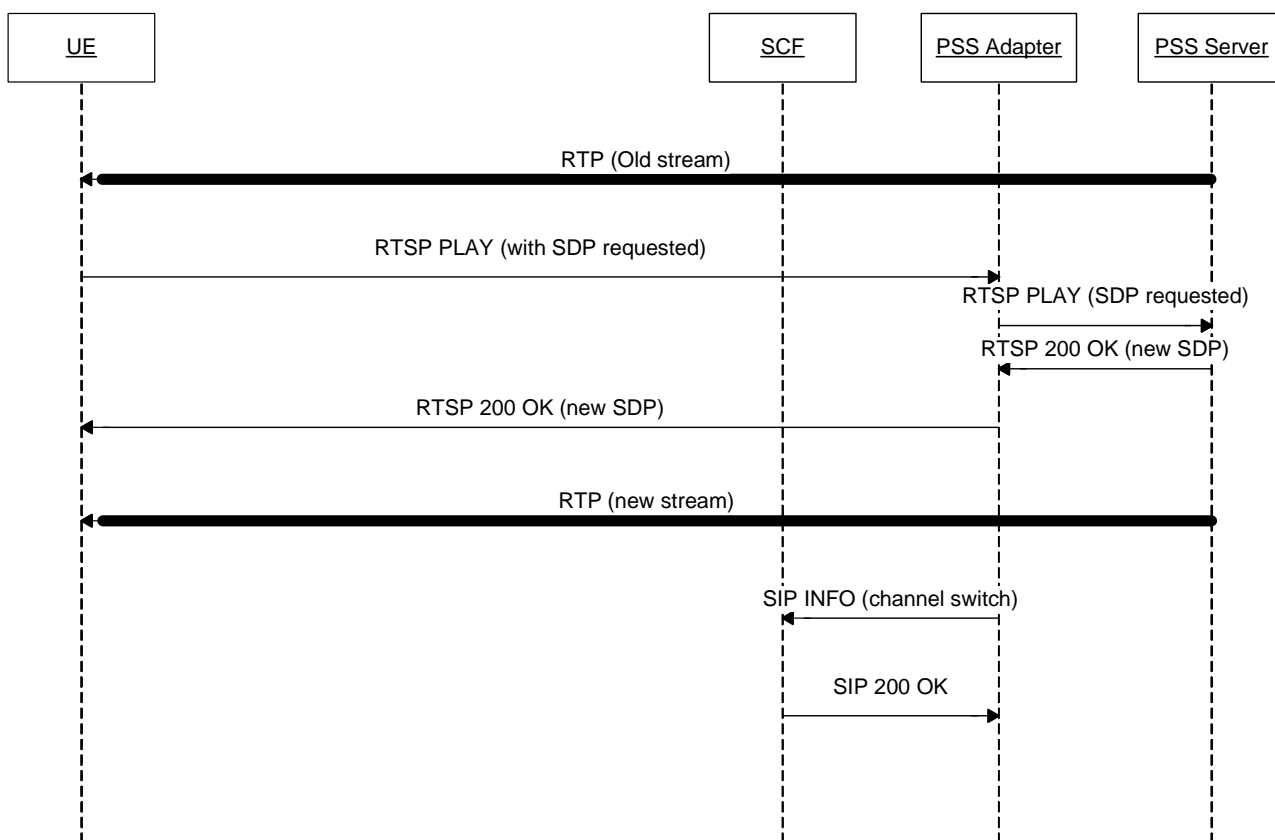 UE
SCF
PSS Adapter
PSS Server
RTP (Old stream)
RTSP PLAY (with SDP requested)
RTSP PLAY (SDP requested)
RTSP 200 OK (new SDP)
RTSP 200 OK (new SDP)
RTP (new stream)
SIP INFO (channel switch)
SIP 200 OK